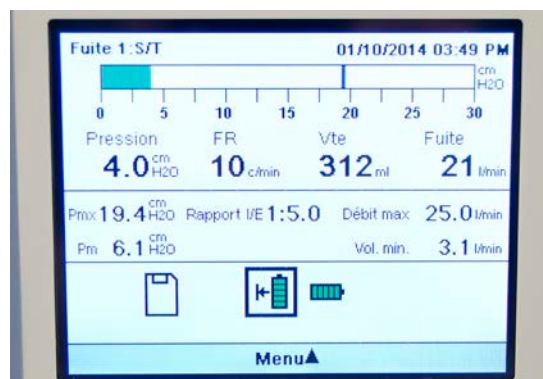 Fuite 1:S/T 01/10/2014 03:49 PM
cm H2O
0 5 10 15 20 25 30
Pression FR Vte Fuite
4.0 cm H2O 10 c/min 312 ml 21 l/min
Pmx 19.4 cm H2O Rapport I/E 1:5.0 Débit max 25.0 l/min
Pm 6.1 cm H2O Vol. min. 3.1 l/min
Menu